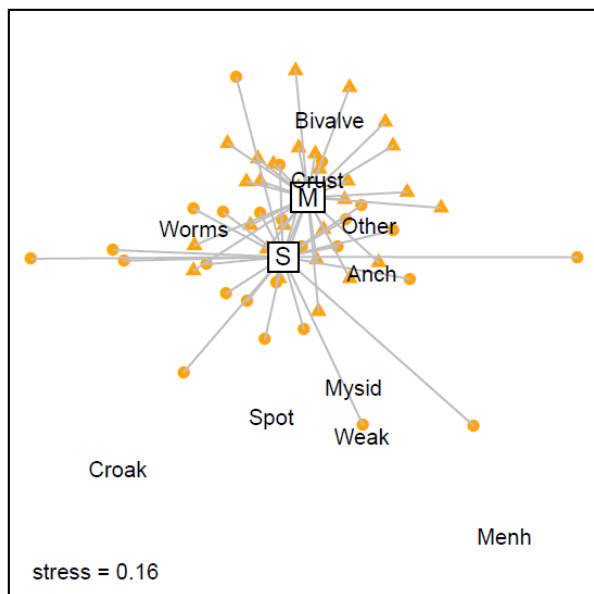 Bivalve
Crust
M
Worms
Other
S
Anch
Mysid
Spot
Weak
Croak
Menh
stress = 0.16